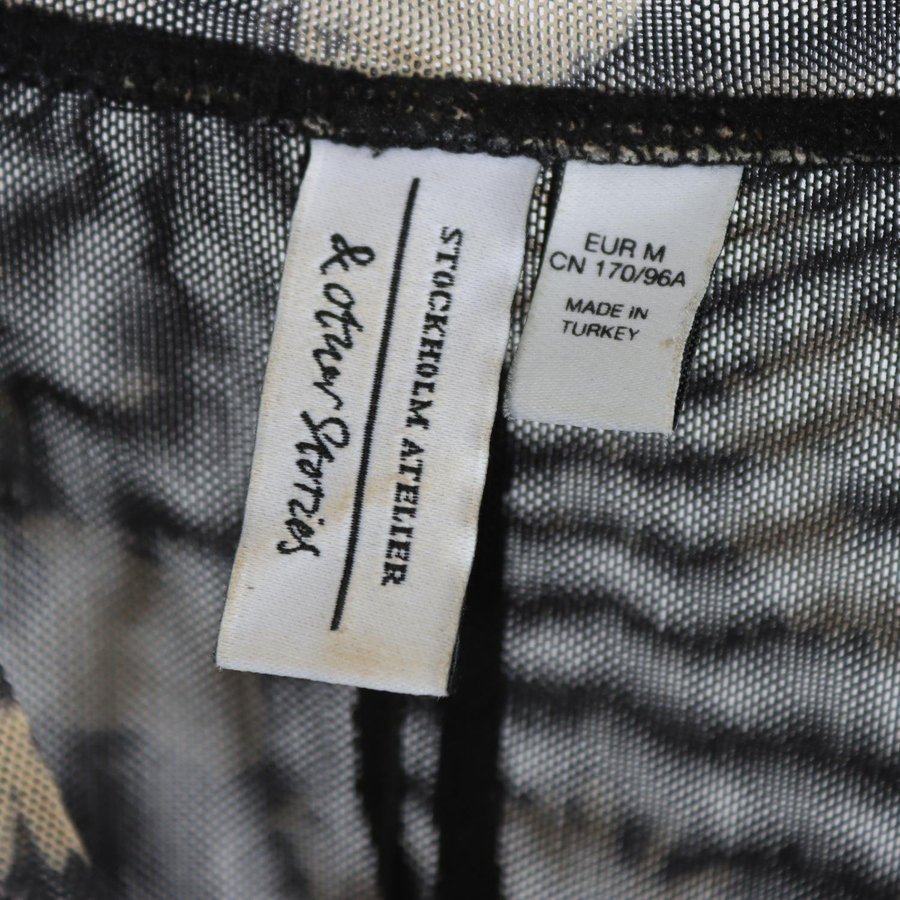 & other Stories
STOCKHOLM ATELIER
EUR M
CN 170/96A
MADE IN
TURKEY